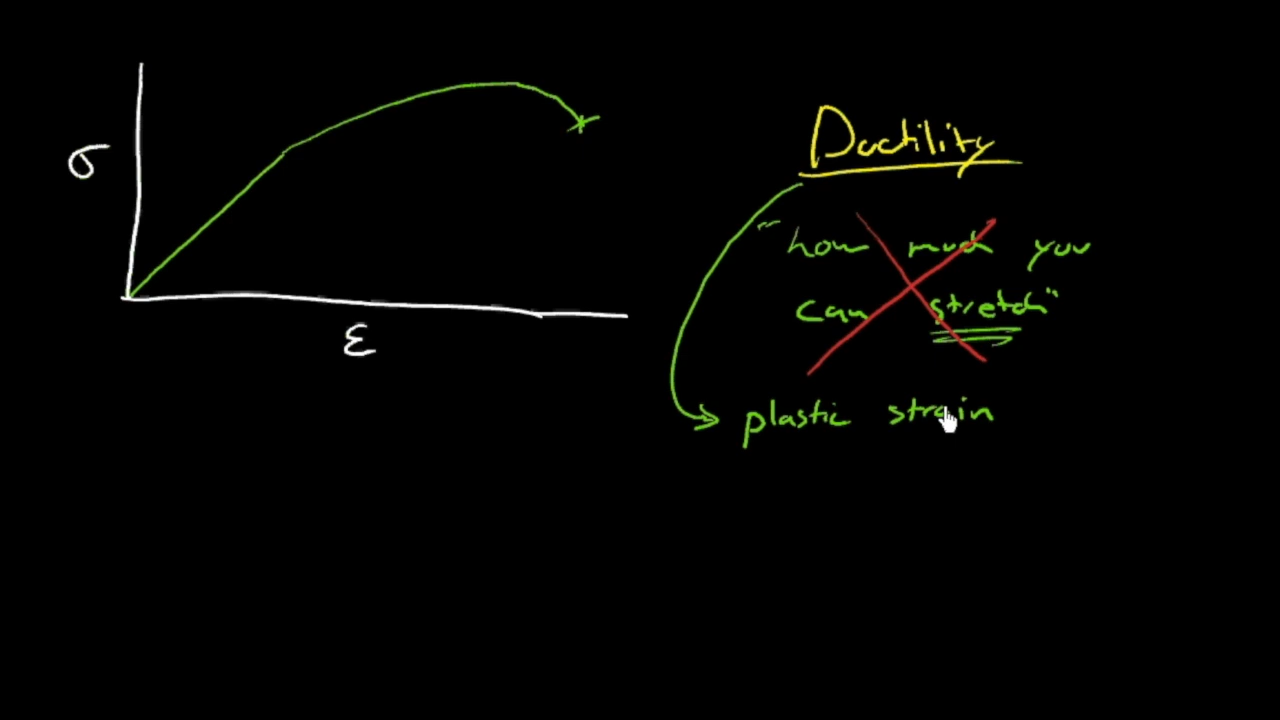 σ
ε
Ductility
"how much you
can stretch"
plastic strain